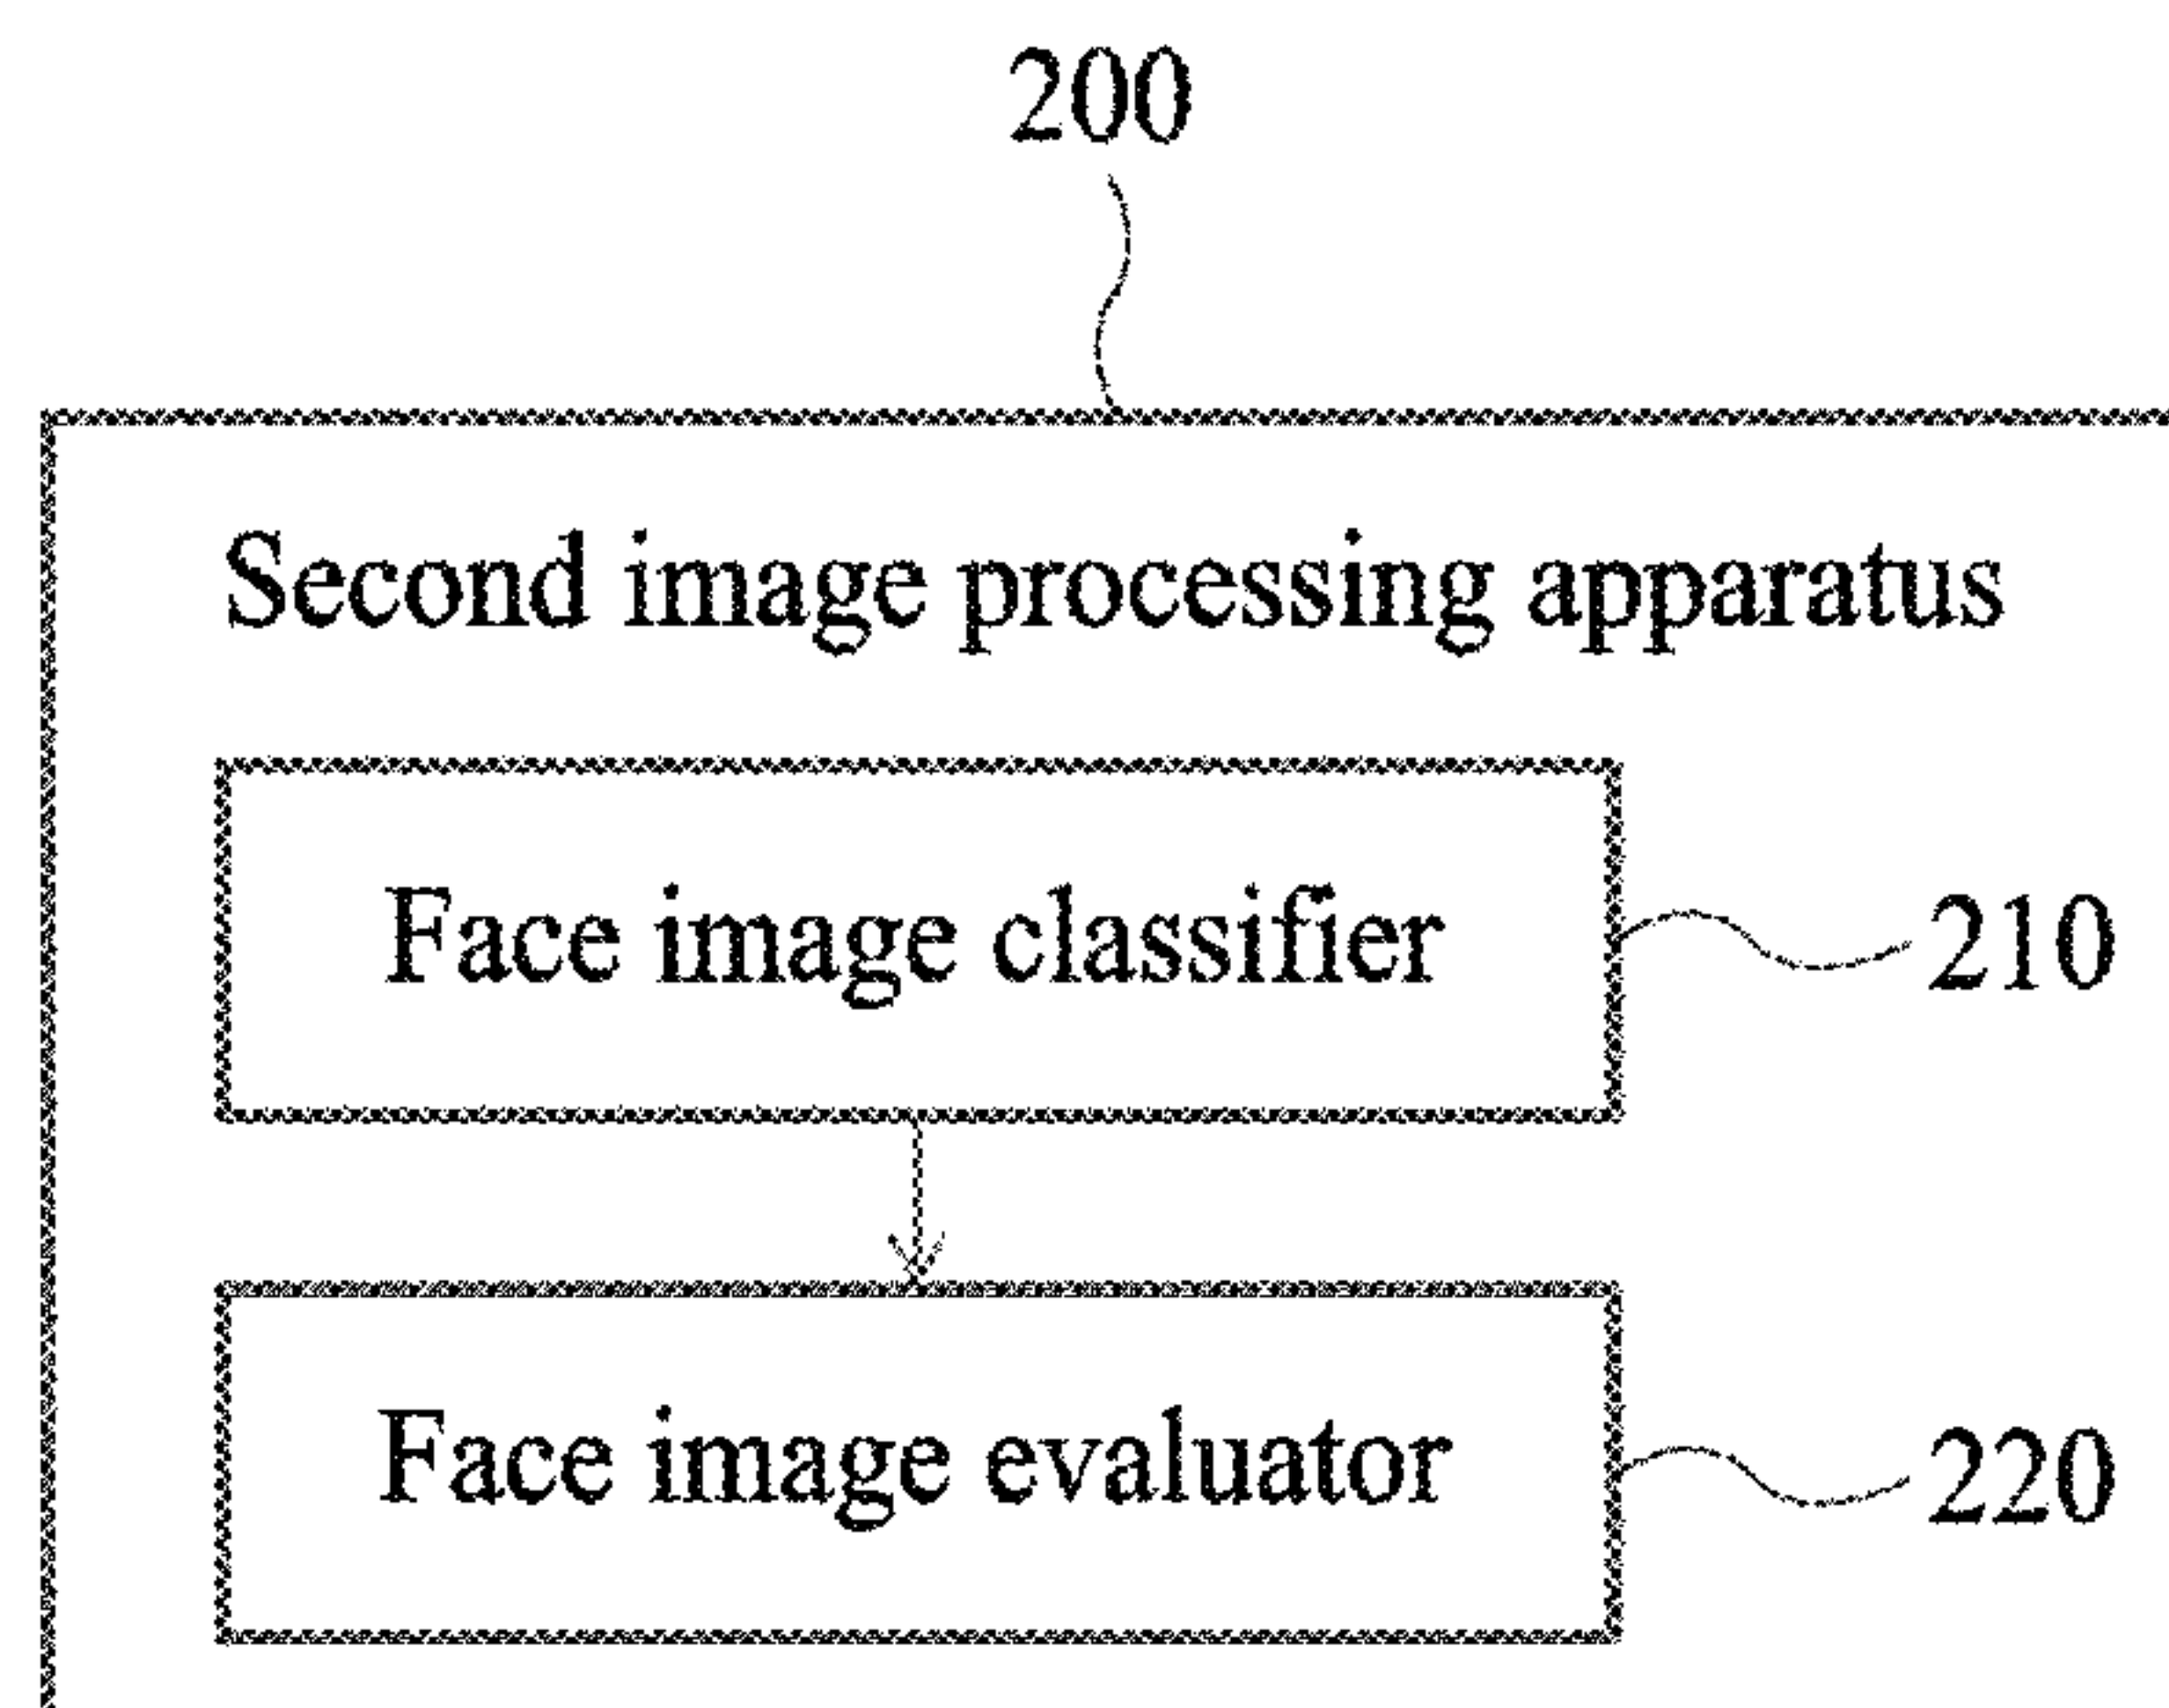 200
Second image processing apparatus
Face image classifier
210
Face image evaluator
220